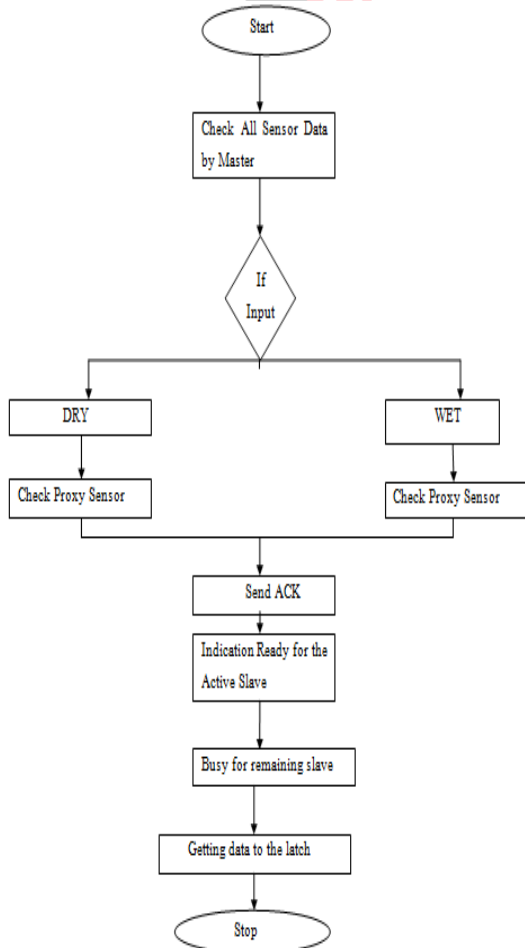 Start
Check All Sensor Data
by Master
If
Input
DRY
WET
Check Proxy Sensor
Check Proxy Sensor
Send ACK
Indication Ready for the
Active Slave
Busy for remaining slave
Getting data to the latch
Stop